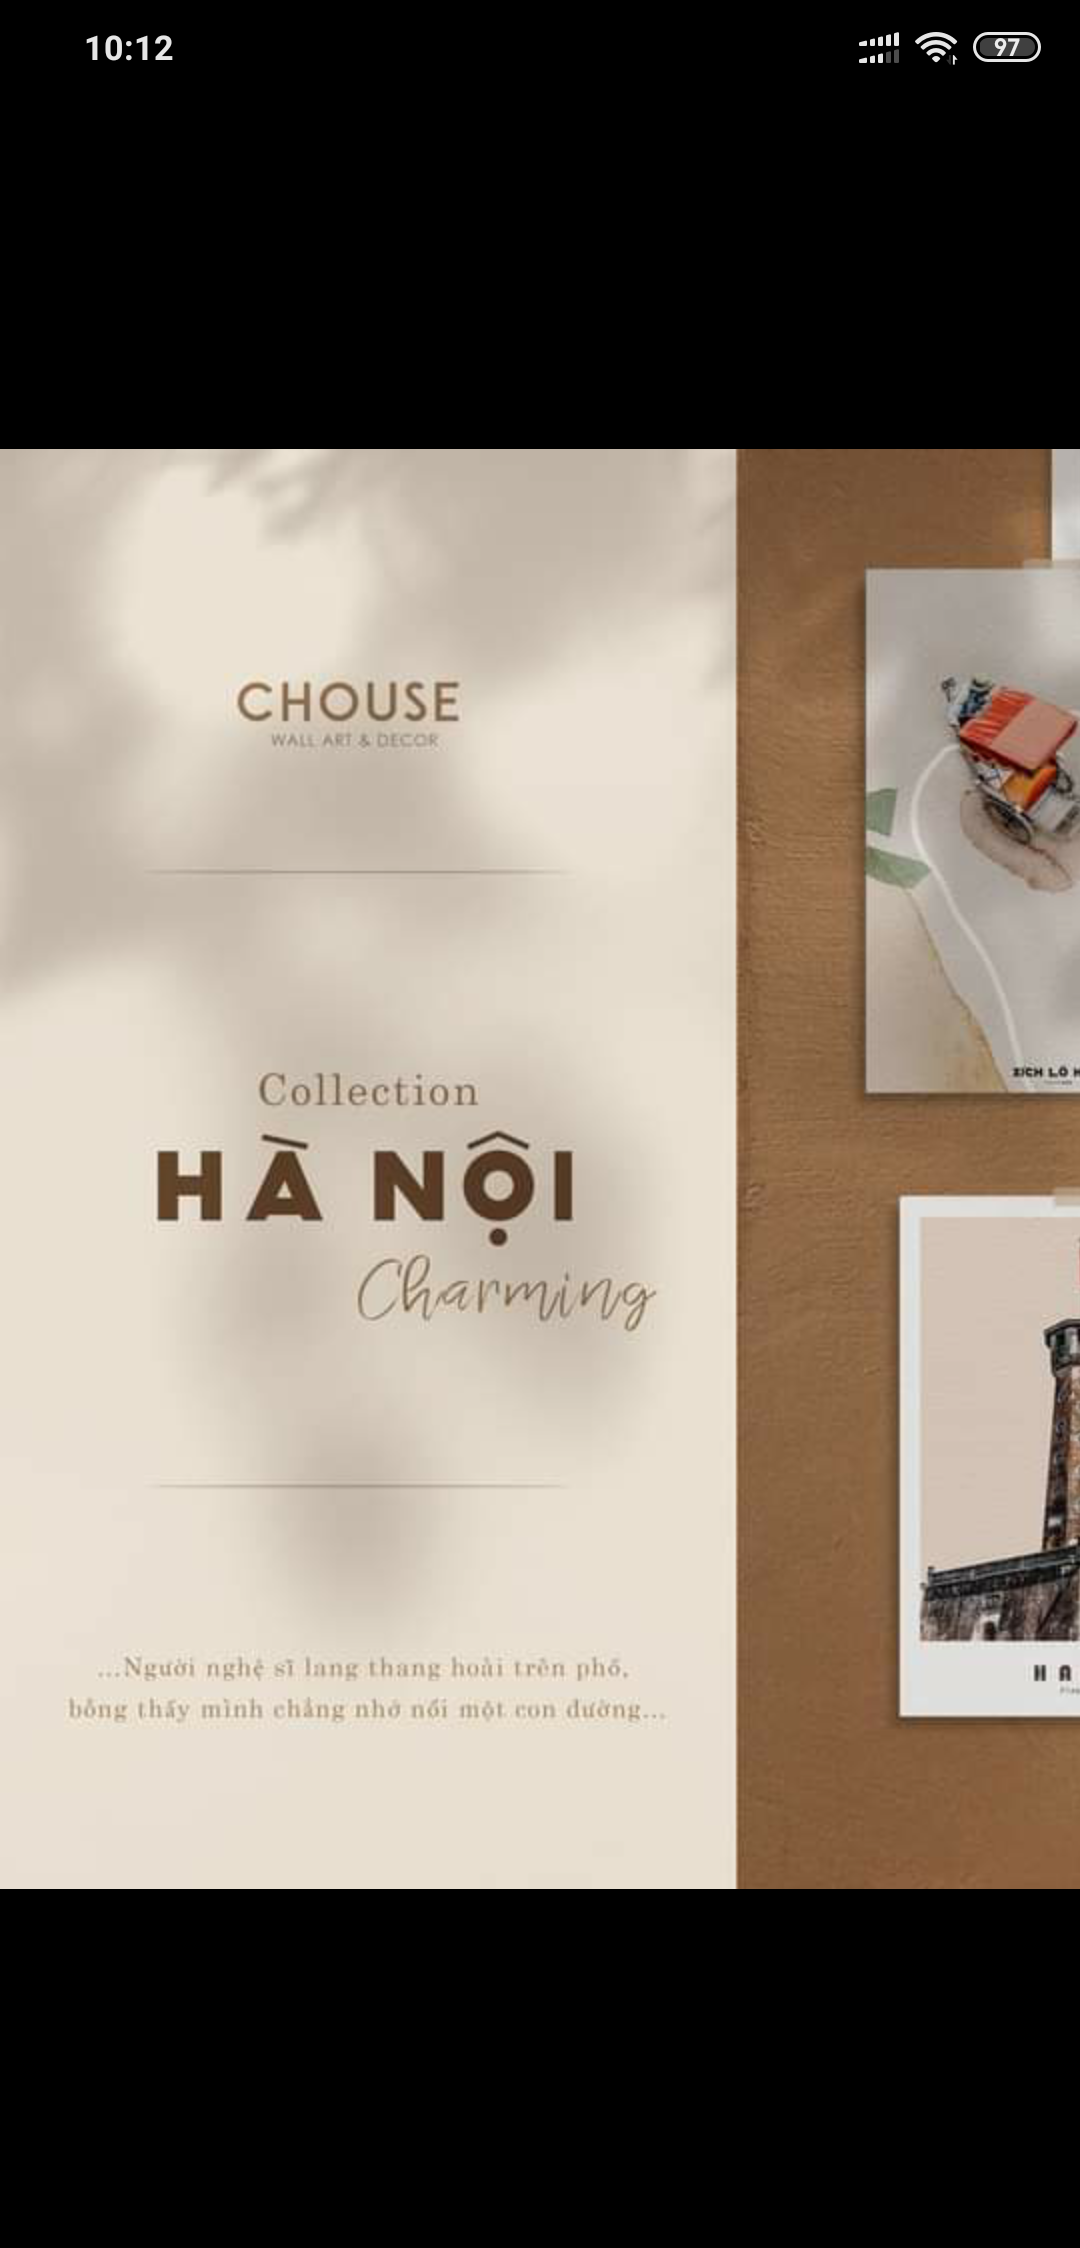 10:12
97
CHOUSE
WALL ART & DECOR
Collection
HÀ NỘI
Charming
...Người nghệ sĩ lang thang hoài trên phố,
bỗng thấy mình chẳng nhớ nổi một con đường...
XÍCH LÔ H
HA